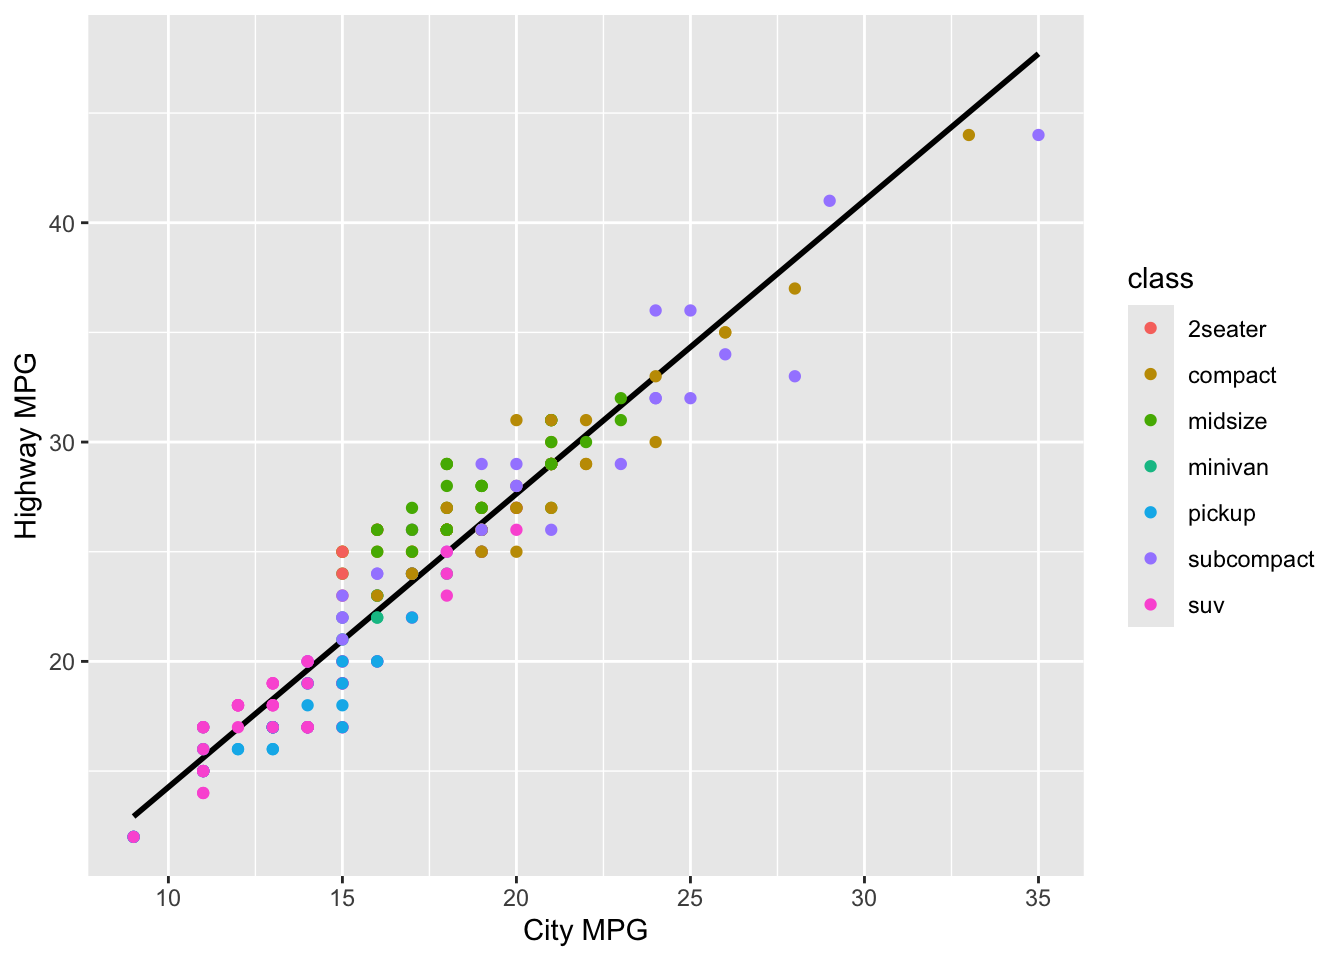 40
30
20
Highway MPG
10 15 20 25 30 35
City MPG
class
2seater
compact
midsize
minivan
pickup
subcompact
suv